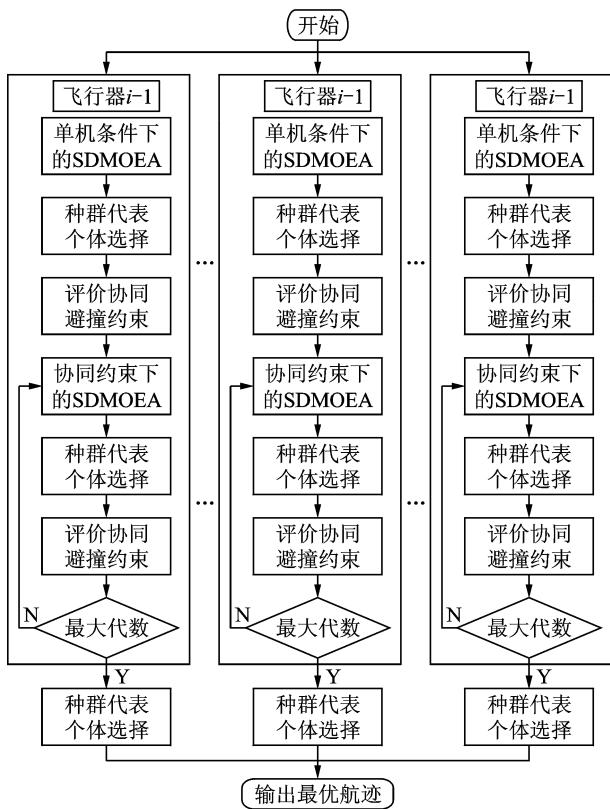 开始
飞行器i-1
单机条件下
的SDMOEA
种群代表
个体选择
评价协同
避撞约束
协同约束下
的SDMOEA
种群代表
个体选择
评价协同
避撞约束
最大代数
N
Y
种群代表
个体选择
...
...
飞行器i-1
单机条件下
的SDMOEA
种群代表
个体选择
评价协同
避撞约束
协同约束下
的SDMOEA
种群代表
个体选择
评价协同
避撞约束
最大代数
N
Y
种群代表
个体选择
...
...
飞行器i-1
单机条件下
的SDMOEA
种群代表
个体选择
评价协同
避撞约束
协同约束下
的SDMOEA
种群代表
个体选择
评价协同
避撞约束
最大代数
N
Y
种群代表
个体选择
输出最优航迹